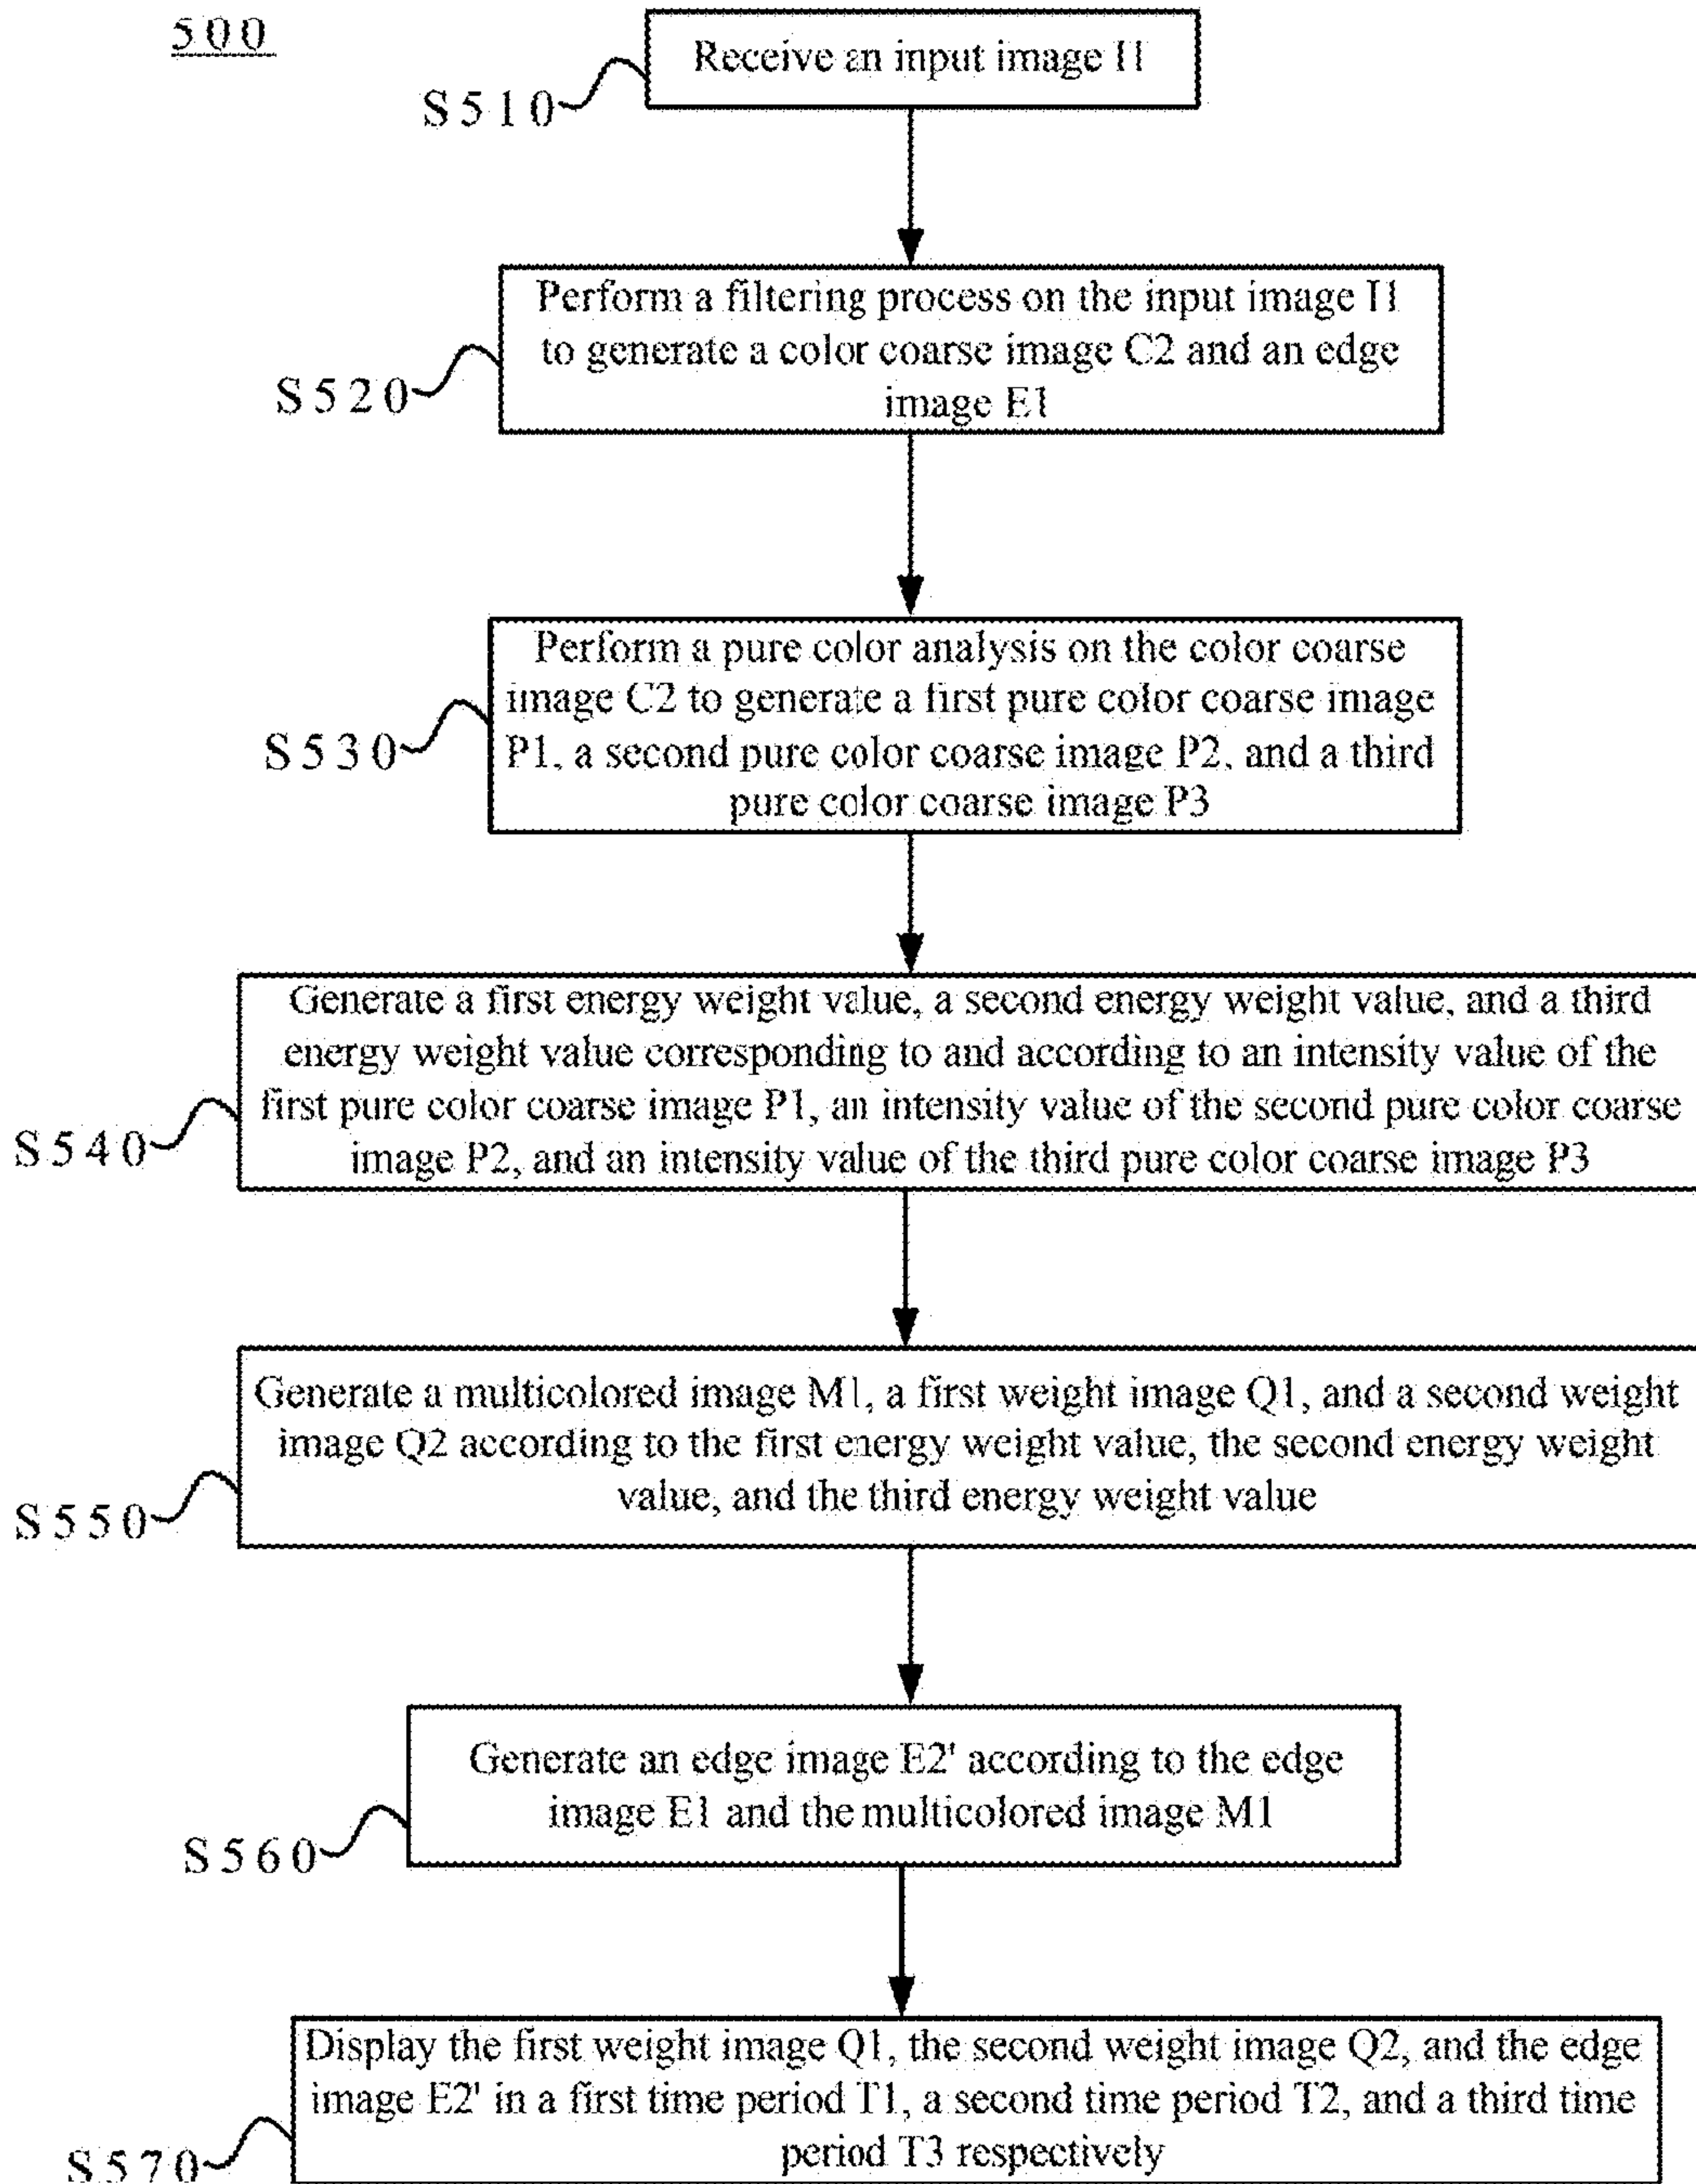 500
Receive an input image I1
S510
Perform a filtering process on the input image I1
to generate a color coarse image C2 and an edge
image E1
S520
Perform a pure color analysis on the color coarse
image C2 to generate a first pure color coarse image
P1, a second pure color coarse image P2, and a third
pure color coarse image P3
S530
Generate a first energy weight value, a second energy weight value, and a third
energy weight value corresponding to and according to an intensity value of the
first pure color coarse image P1, an intensity value of the second pure color coarse
image P2, and an intensity value of the third pure color coarse image P3
S540
Generate a multicolored image M1, a first weight image Q1, and a second weight
image Q2 according to the first energy weight value, the second energy weight
value, and the third energy weight value
S550
Generate an edge image E2' according to the edge
image E1 and the multicolored image M1
S560
Display the first weight image Q1, the second weight image Q2, and the edge
image E2' in a first time period T1, a second time period T2, and a third time
period T3 respectively
S570